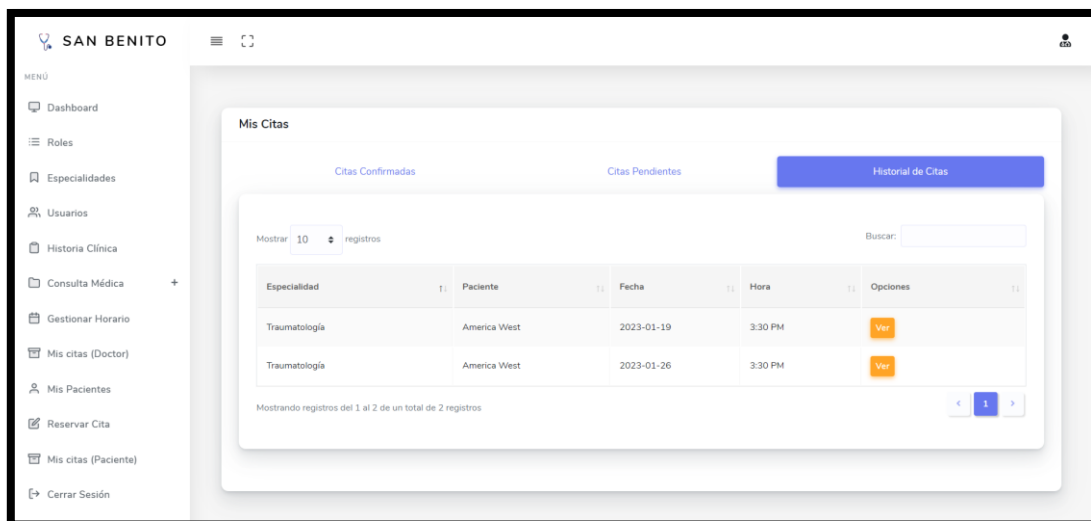 SAN BENITO
MENÚ
Dashboard
Roles
Especialidades
Usuarios
Historia Clínica
Consulta Médica +
Gestionar Horario
Mis citas (Doctor)
Mis Pacientes
Reservar Cita
Mis citas (Paciente)
Cerrar Sesión
Mis Citas
Citas Confirmadas Citas Pendientes Historial de Citas
Mostrar 10 registros Buscar:
Especialidad Paciente Fecha Hora Opciones
Traumatología America West 2023-01-19 3:30 PM Ver
Traumatología America West 2023-01-26 3:30 PM Ver
Mostrando registros del 1 al 2 de un total de 2 registros < 1 >